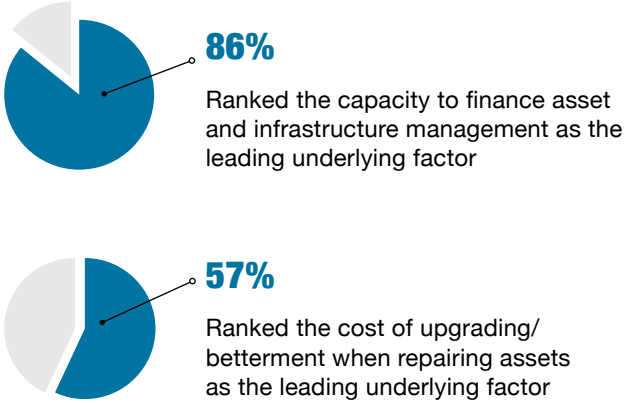 86%
Ranked the capacity to finance asset
and infrastructure management as the
leading underlying factor
57%
Ranked the cost of upgrading/
betterment when repairing assets
as the leading underlying factor